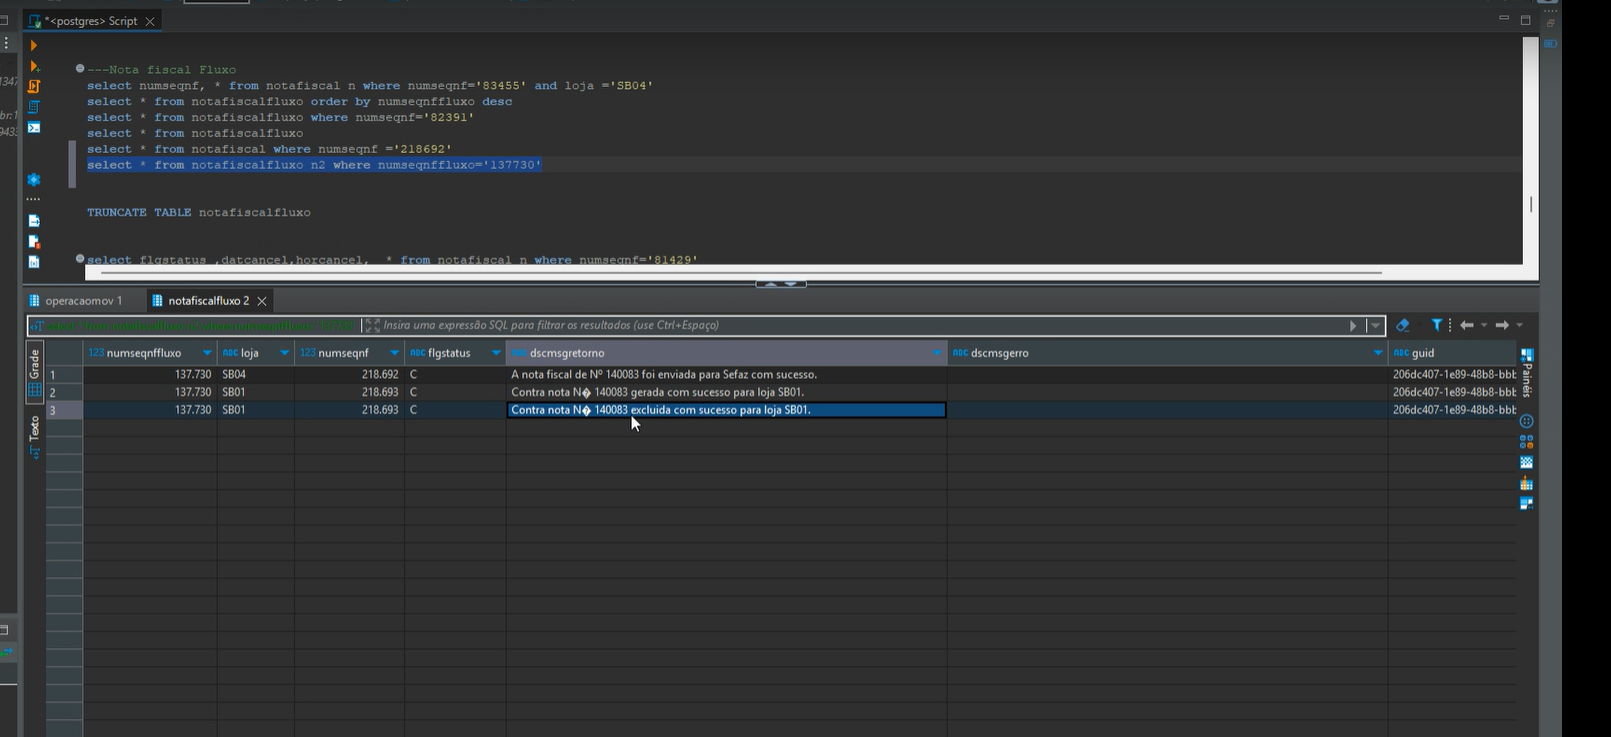 *<postgres> Script
---Nota fiscal Fluxo
select numseqnf, * from notafiscal n where numseqnf='83455' and loja ='SB04'
select * from notafiscalfluxo order by numseqnffluxo desc
select * from notafiscalfluxo where numseqnf='82391'
select * from notafiscalfluxo
select * from notafiscal where numseqnf ='218692'
select * from notafiscalfluxo n2 where numseqnffluxo='137730'
TRUNCATE TABLE notafiscalfluxo
select flgstatus ,datcancel,horcancel, * from notafiscal n where numseqnf='81429'
operacaomov 1 notafiscalfluxo 2
Insira uma expressão SQL para filtrar os resultados (use Ctrl+Espaço)
Grade
Texto
Painéis
123 numseqnffluxo ABC loja 123 numseqnf ABC flgstatus ABC dscmsgretorno ABC dscmsgerro ABC guid
1 137.730 SB04 218.692 C A nota fiscal de Nº 140083 foi enviada para Sefaz com sucesso. 206dc407-1e89-48b8-bbb
2 137.730 SB01 218.693 C Contra nota N� 140083 gerada com sucesso para loja SB01. 206dc407-1e89-48b8-bbb
3 137.730 SB01 218.693 C Contra nota N� 140083 excluida com sucesso para loja SB01. 206dc407-1e89-48b8-bbb